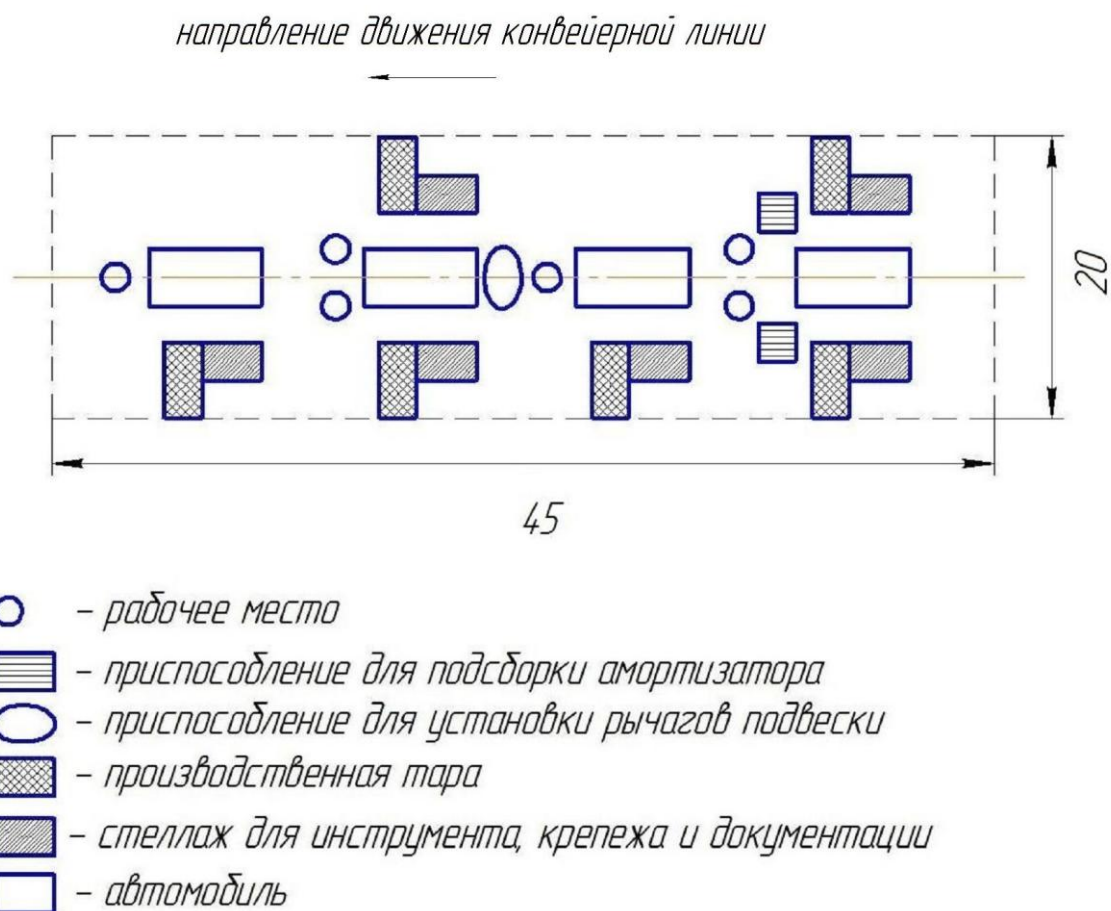 направление движения конвейерной линии
20
45
– рабочее место
– приспособление для подсборки амортизатора
– приспособление для установки рычагов подвески
– производственная тара
– стеллаж для инструмента, крепежа и документации
– автомобиль